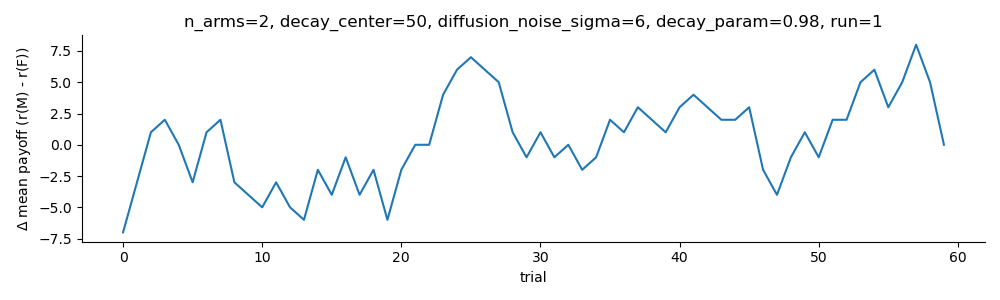 n_arms=2, decay_center=50, diffusion_noise_sigma=6, decay_param=0.98, run=1
Δ mean payoff (r(M) - r(F))
7.5
5.0
2.5
0.0
−2.5
−5.0
−7.5
0 10 20 30 40 50 60
trial